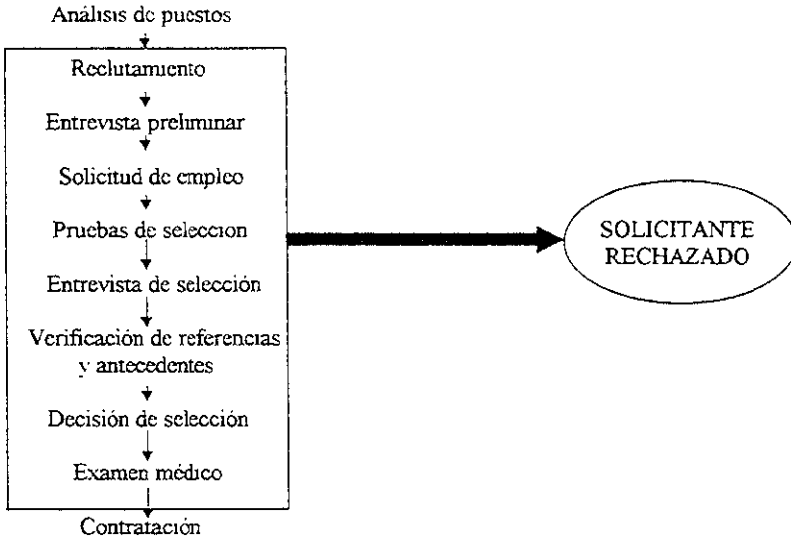 Análisis de puestos
Reclutamiento
Entrevista preliminar
Solicitud de empleo
Pruebas de seleccion
Entrevista de selección
Verificación de referencias
y antecedentes
Decisión de selección
Examen médico
Contratación
SOLICITANTE
RECHAZADO